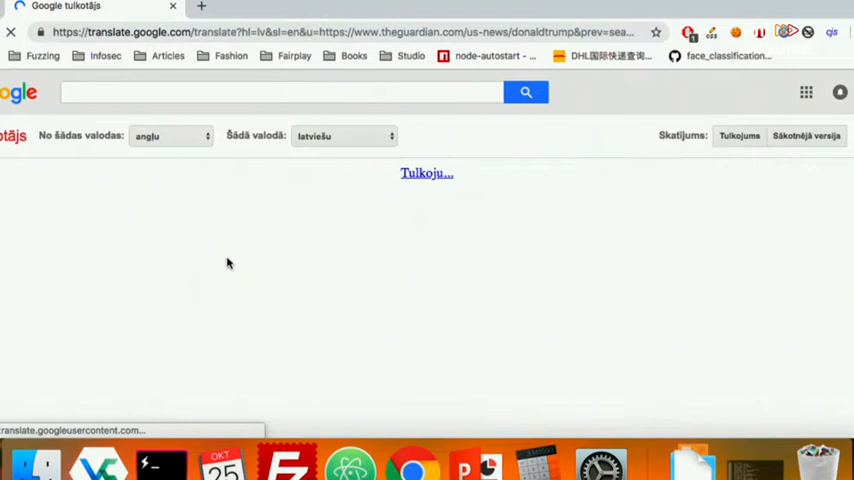 Google tulkotājs
https://translate.google.com/translate?hl=lv&sl=en&u=https://www.theguardian.com/us-news/donaldtrump&prev=sea...
Fuzzing Infosec Articles Fashion Fairplay Books Studio node-autostart - ... DHL国际快递查询... face_classification...
ogle
otājs No šādas valodas: angļu Šādā valodā: latviešu Skatījums: Tulkojums Sākotnējā versija
Tulkoju...
translate.googleusercontent.com...
OKT
25